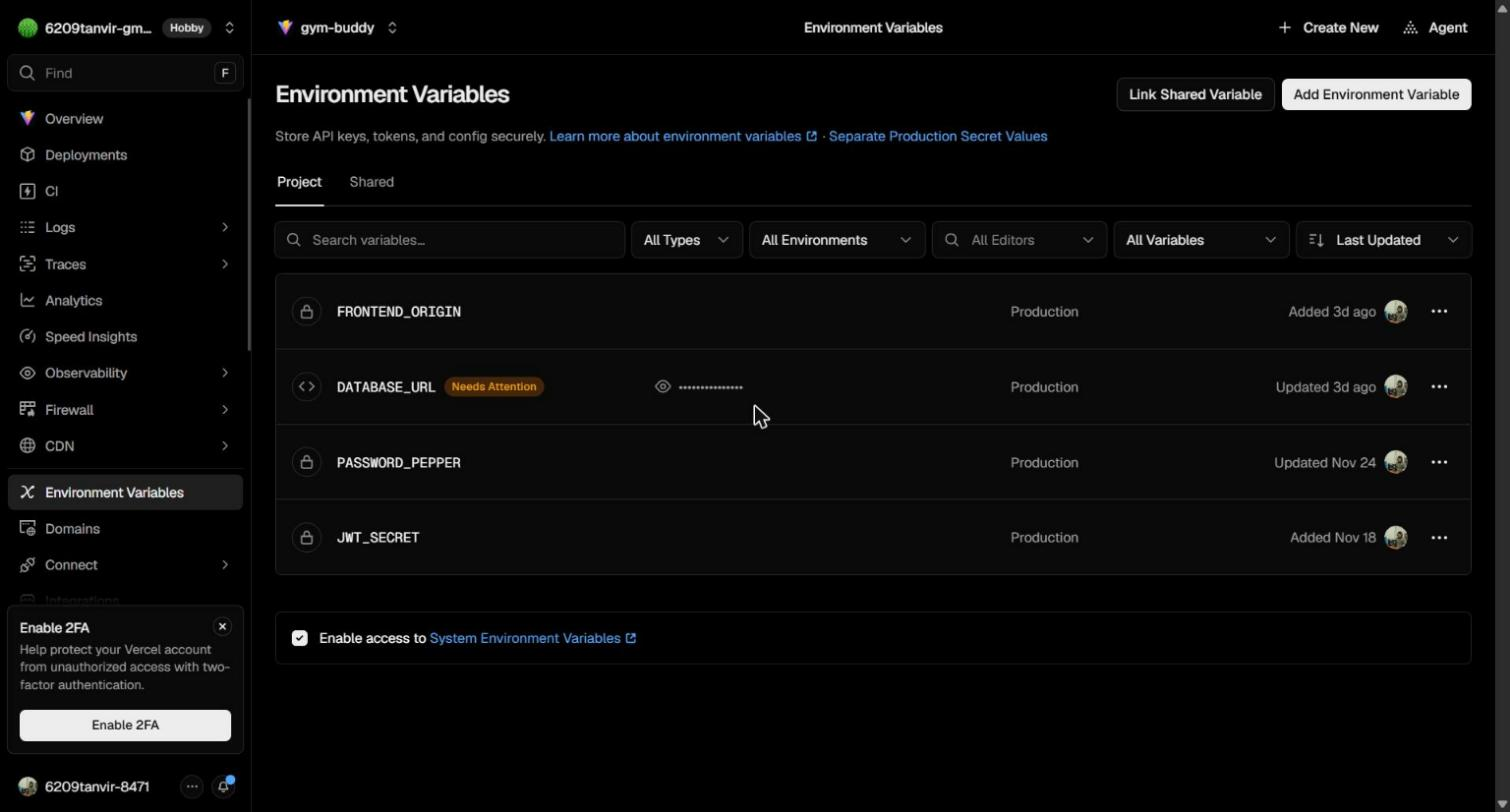 6209tanvir-gm... Hobby
gym-buddy
Environment Variables
Create New
Agent
Find F
Overview
Deployments
CI
Logs
Traces
Analytics
Speed Insights
Observability
Firewall
CDN
Environment Variables
Domains
Connect
Integrations
Enable 2FA
Help protect your Vercel account
from unauthorized access with two-
factor authentication.
Enable 2FA
6209tanvir-8471
Environment Variables
Link Shared Variable
Add Environment Variable
Store API keys, tokens, and config securely. Learn more about environment variables · Separate Production Secret Values
Project Shared
Search variables... All Types All Environments All Editors All Variables Last Updated
FRONTEND_ORIGIN Production Added 3d ago
DATABASE_URL Needs Attention •••••••••••••• Production Updated 3d ago
PASSWORD_PEPPER Production Updated Nov 24
JWT_SECRET Production Added Nov 18
Enable access to System Environment Variables